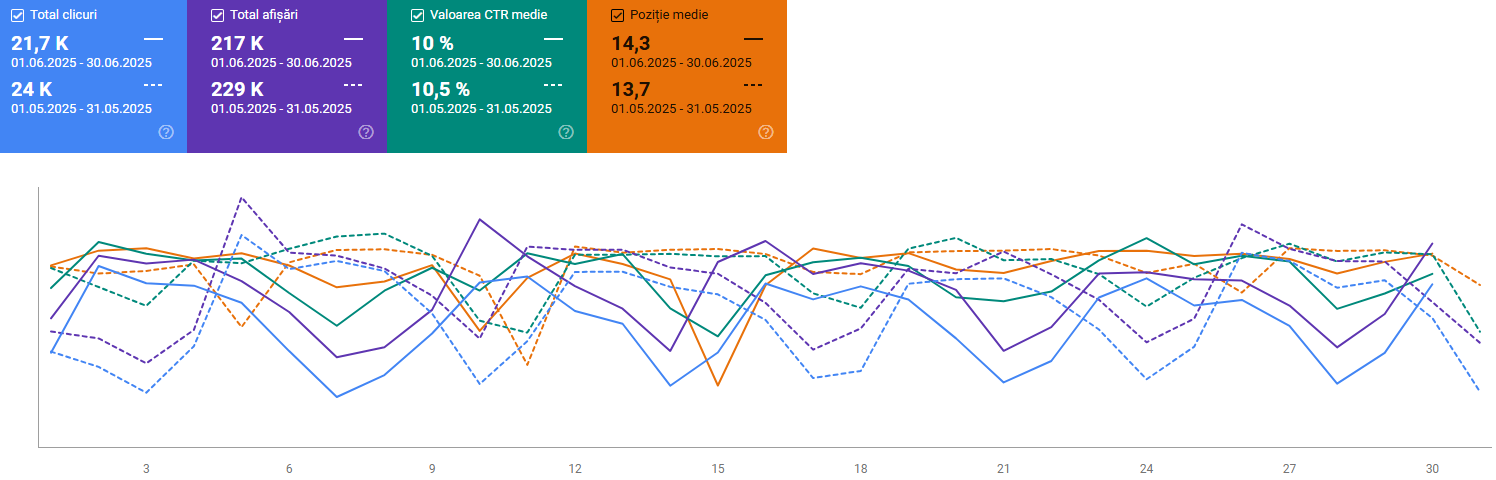 Total clicuri
21,7 K
01.06.2025 - 30.06.2025
24 K
01.05.2025 - 31.05.2025
Total afișări
217 K
01.06.2025 - 30.06.2025
229 K
01.05.2025 - 31.05.2025
Valoarea CTR medie
10 %
01.06.2025 - 30.06.2025
10,5 %
01.05.2025 - 31.05.2025
Poziție medie
14,3
01.06.2025 - 30.06.2025
13,7
01.05.2025 - 31.05.2025
3 6 9 12 15 18 21 24 27 30